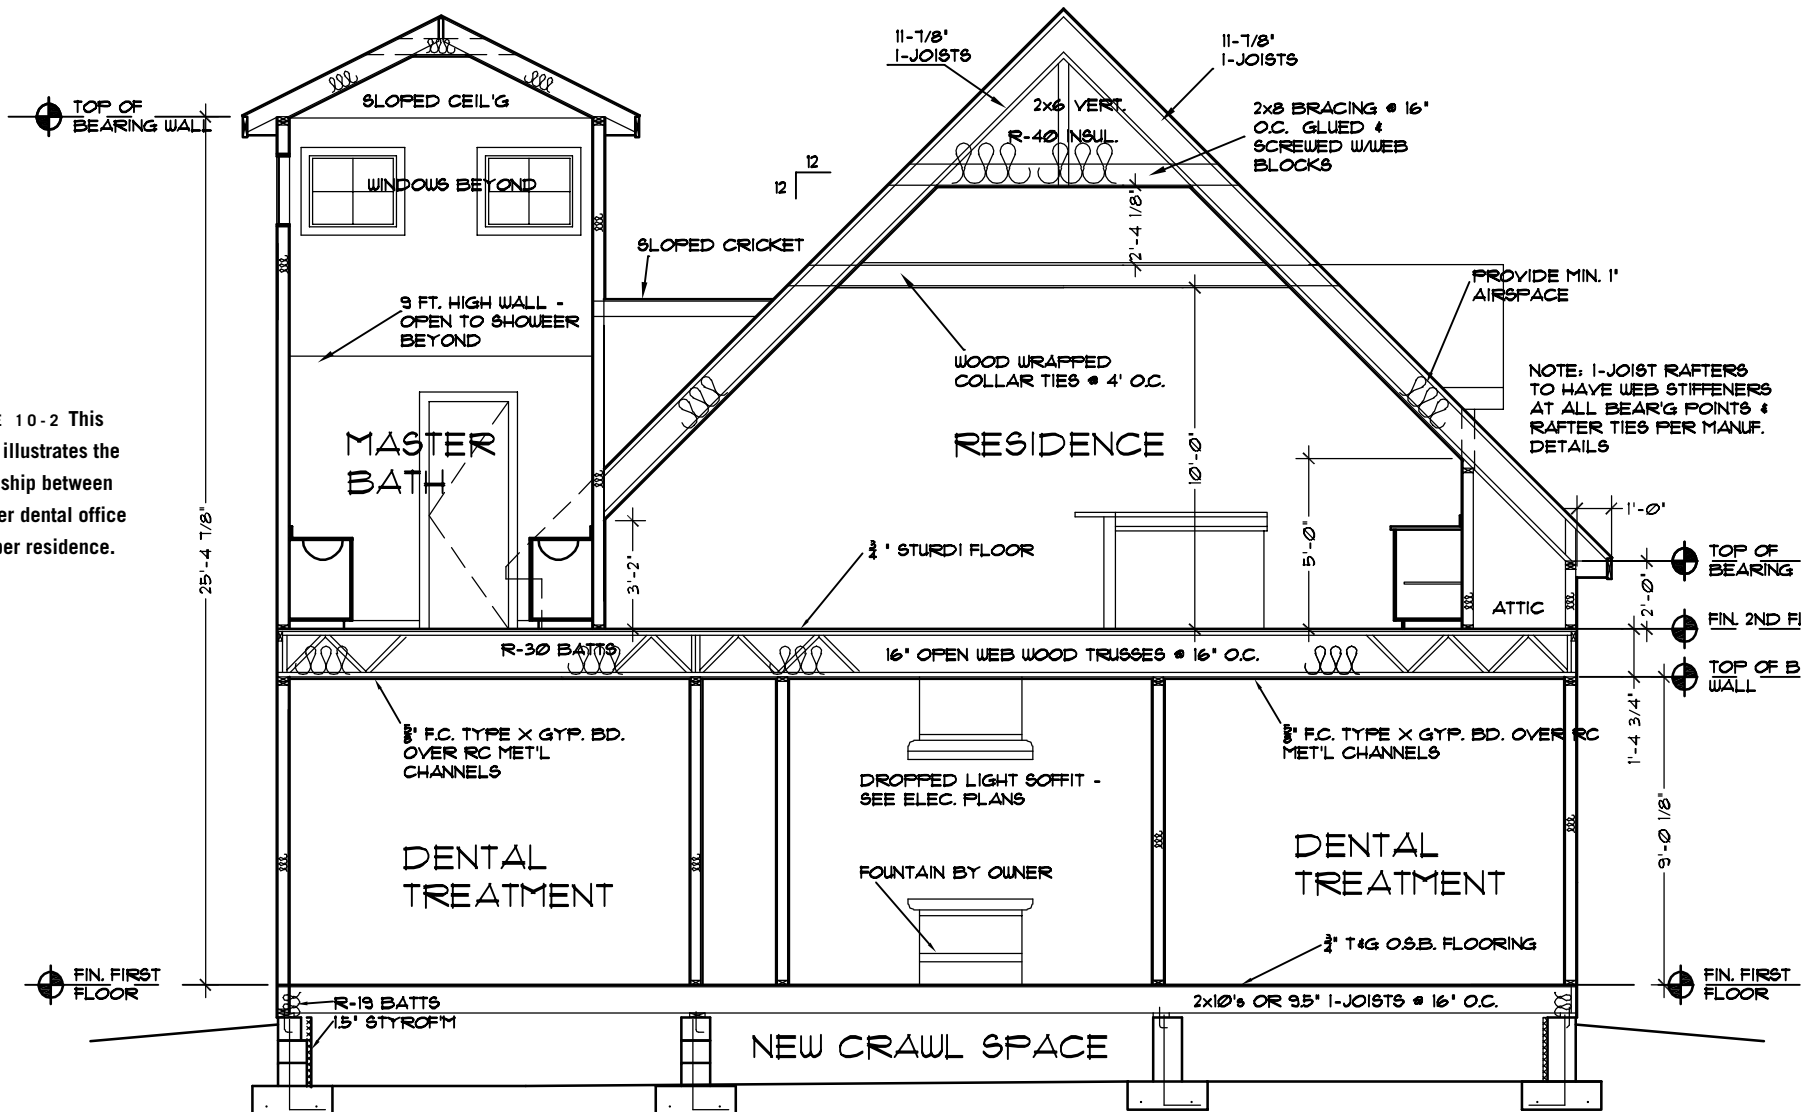 11-7/8"
I-JOISTS
11-7/8"
I-JOISTS
TOP OF
BEARING WALL
SLOPED CEIL'G
2x6 VERT.
R-40 INSUL.
2x8 BRACING @ 16"
O.C. GLUED &
SCREWED W/WEB
BLOCKS
12
12
WINDOWS BEYOND
2'-4 1/8"
SLOPED CRICKET
PROVIDE MIN. 1"
AIRSPACE
9 FT. HIGH WALL -
OPEN TO SHOWEER
BEYOND
WOOD WRAPPED
COLLAR TIES @ 4' O.C.
NOTE: I-JOIST RAFTERS
TO HAVE WEB STIFFENERS
AT ALL BEAR'G POINTS &
RAFTER TIES PER MANUF.
DETAILS
10-2 This
illustrates the
ship between
er dental office
per residence.
MASTER
BATH
RESIDENCE
10'-0"
25'-4 7/8"
1'-0"
3'-2"
3/4" STURDI FLOOR
5'-0"
TOP OF
BEARING
2'-0"
ATTIC
FIN. 2ND
R-30 BATTS
16" OPEN WEB WOOD TRUSSES @ 16" O.C.
TOP OF B
WALL
1'-4 3/4"
5/8" F.C. TYPE X GYP. BD.
OVER RC MET'L
CHANNELS
5/8" F.C. TYPE X GYP. BD. OVER RC
MET'L CHANNELS
DROPPED LIGHT SOFFIT -
SEE ELEC. PLANS
9'-0 1/8"
DENTAL
TREATMENT
FOUNTAIN BY OWNER
DENTAL
TREATMENT
3/4" T&G O.S.B. FLOORING
FIN. FIRST
FLOOR
FIN. FIRST
FLOOR
R-19 BATTS
1.5" STYROF'M
2x10's OR 9.5" I-JOISTS @ 16" O.C.
NEW CRAWL SPACE